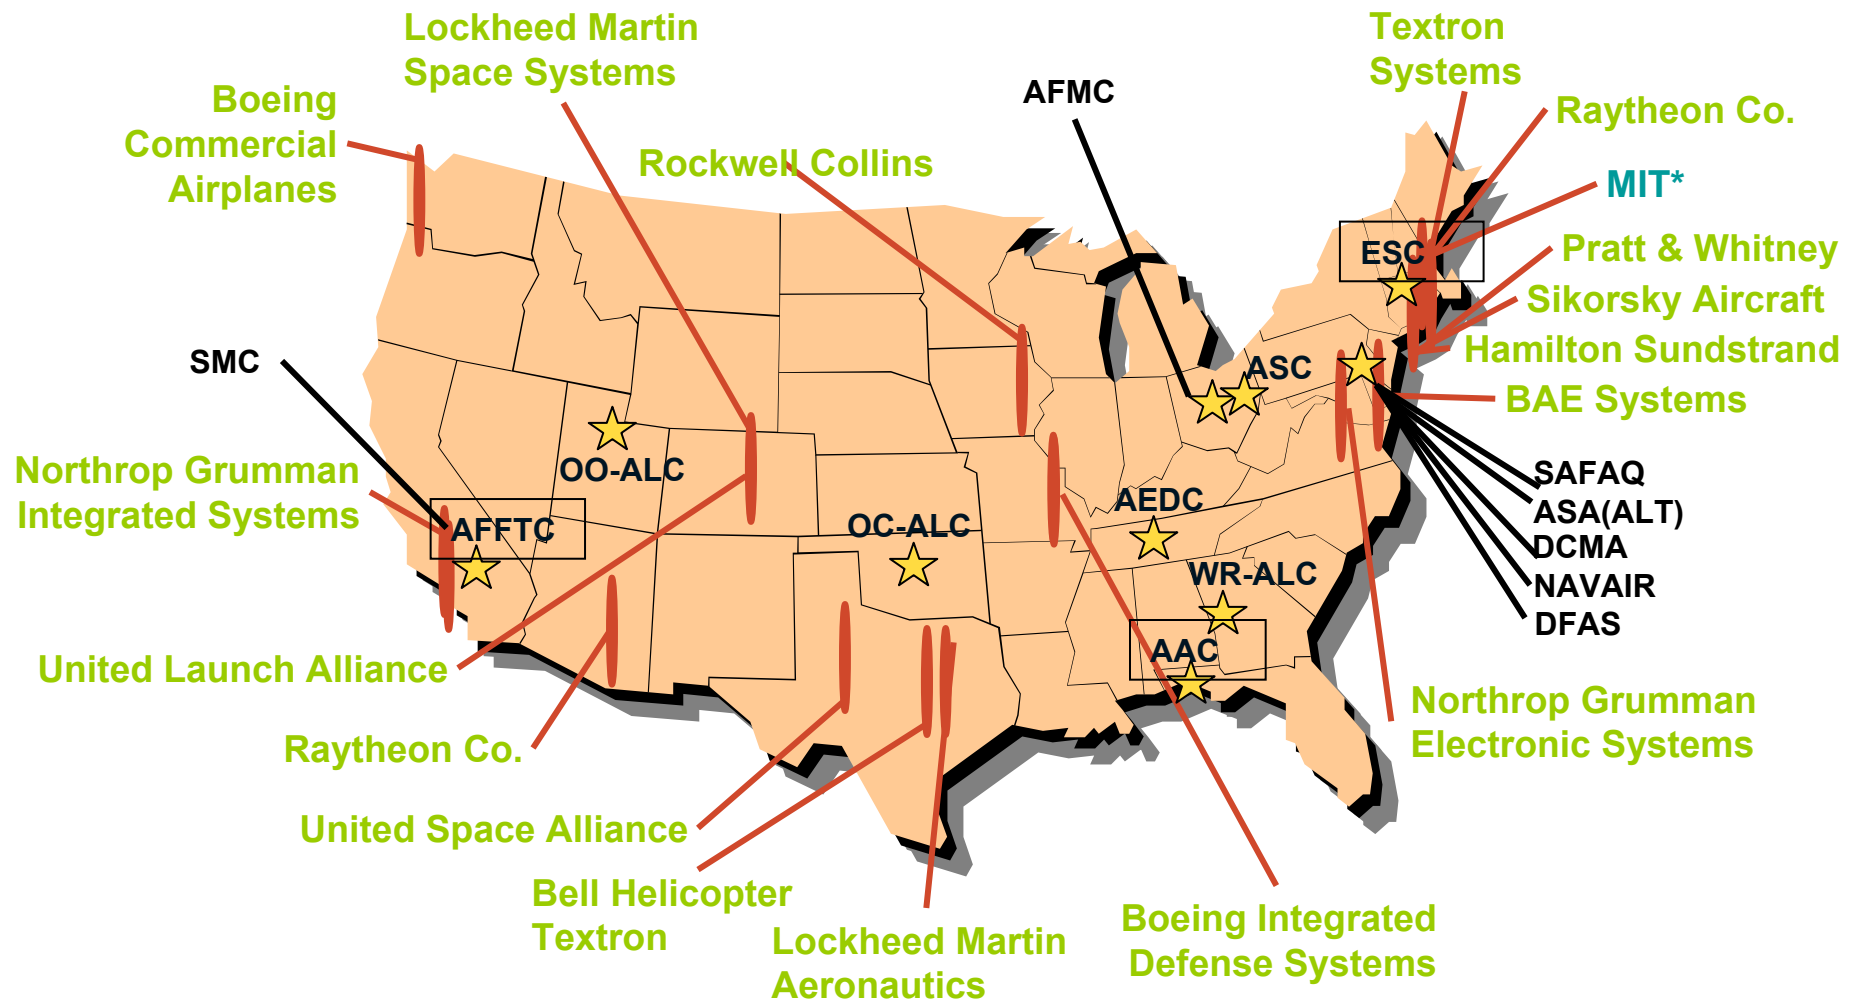 Lockheed Martin
Space Systems
Textron
Systems
AFMC
Boeing
Commercial
Airplanes
Raytheon Co.
Rockwell Collins
MIT*
ESC
Pratt & Whitney
Sikorsky Aircraft
Hamilton Sundstrand
SMC
ASC
BAE Systems
Northrop Grumman
Integrated Systems
OO-ALC
SAFAQ
ASA(ALT)
DCMA
NAVAIR
DFAS
AEDC
OC-ALC
AFFTC
WR-ALC
AAC
United Launch Alliance
Northrop Grumman
Electronic Systems
Raytheon Co.
United Space Alliance
Bell Helicopter
Textron
Lockheed Martin
Aeronautics
Boeing Integrated
Defense Systems